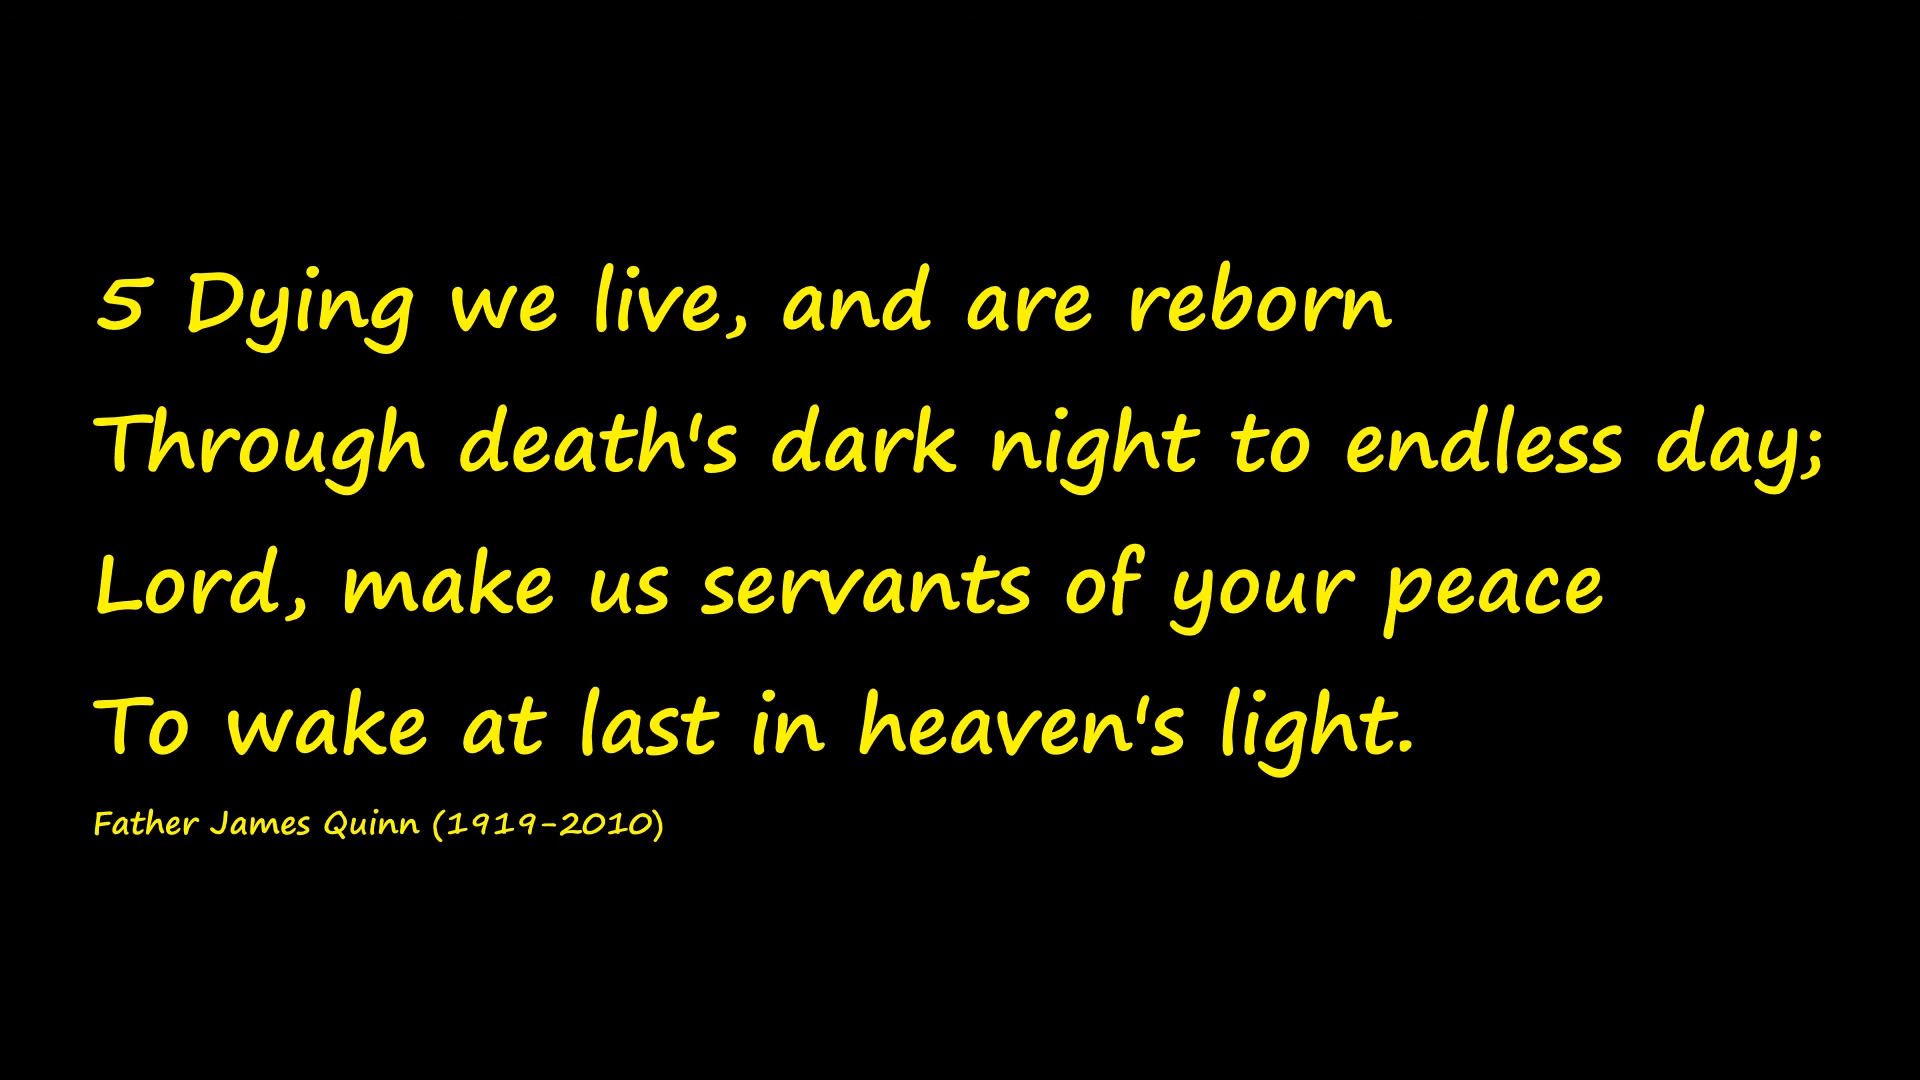 5 Dying we live, and are reborn
Through death's dark night to endless day;
Lord, make us servants of your peace
To wake at last in heaven's light.
Father James Quinn (1919-2010)